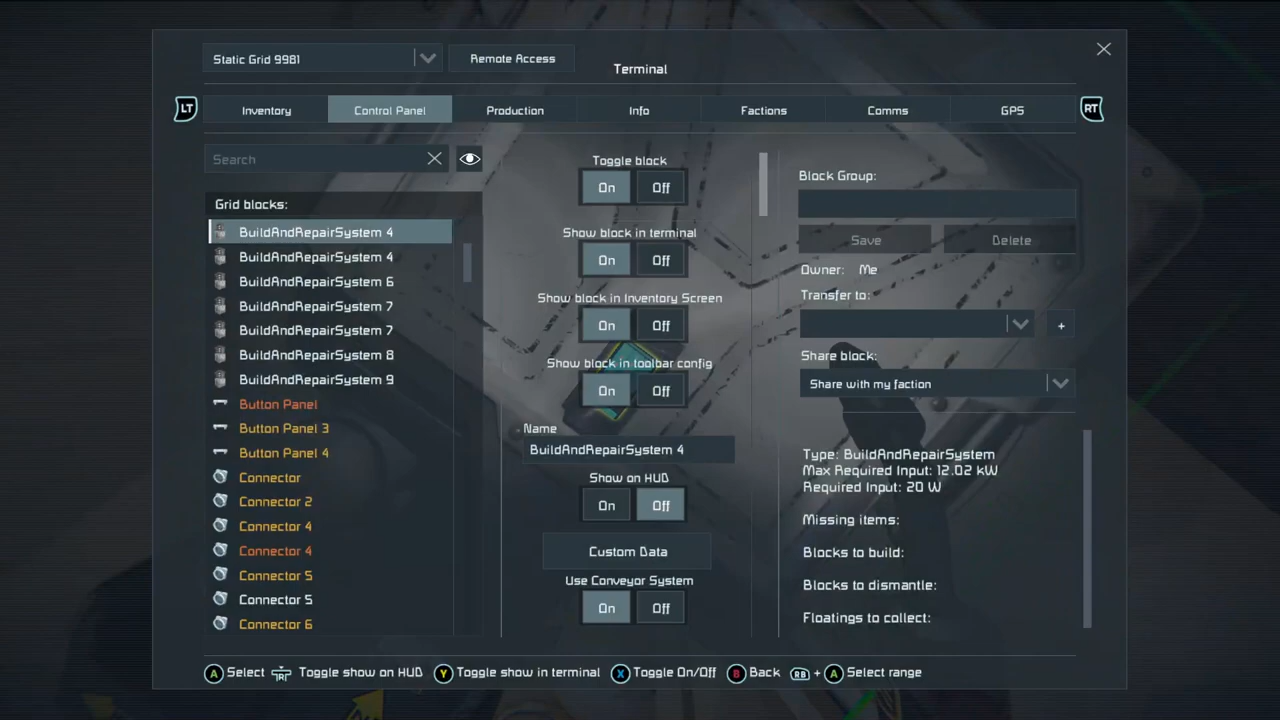 Static Grid 9981
Remote Access
Terminal
LT
Inventory
Control Panel
Production
Info
Factions
Comms
GPS
RT
Search
Grid blocks:
BuildAndRepairSystem 4
BuildAndRepairSystem 4
BuildAndRepairSystem 6
BuildAndRepairSystem 7
BuildAndRepairSystem 7
BuildAndRepairSystem 8
BuildAndRepairSystem 9
Button Panel
Button Panel 3
Button Panel 4
Connector
Connector 2
Connector 4
Connector 4
Connector 5
Connector 5
Connector 6
Toggle block
On Off
Show block in terminal
On Off
Show block in Inventory Screen
On Off
Show block in toolbar config
On Off
Name
BuildAndRepairSystem 4
Show on HUD
On Off
Custom Data
Use Conveyor System
On Off
Block Group:
Save Delete
Owner: Me
Transfer to:
+
Share block:
Share with my faction
Type: BuildAndRepairSystem
Max Required Input: 12.02 kW
Required Input: 20 W
Missing items:
Blocks to build:
Blocks to dismantle:
Floatings to collect:
A Select Toggle show on HUD Y Toggle show in terminal X Toggle On/Off B Back RB + A Select range